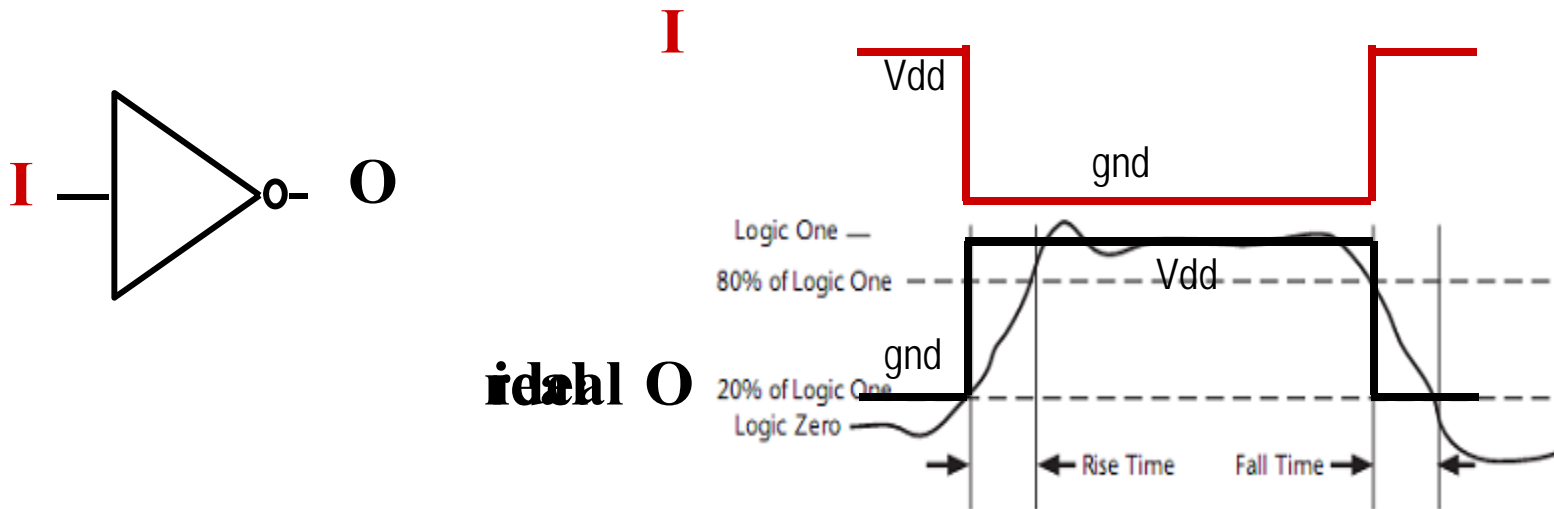 I
Vdd
gnd
I O
Logic One
80% of Logic One
Vdd
gnd
O
20% of Logic One
Logic Zero
Rise Time Fall Time